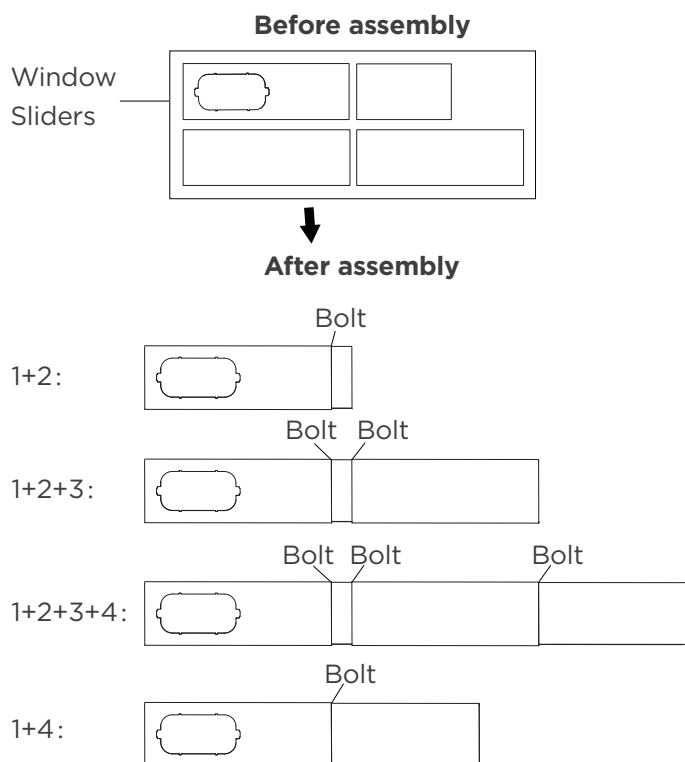 Before assembly
Window
Sliders
After assembly
Bolt
1+2:
Bolt Bolt
1+2+3:
Bolt Bolt Bolt
1+2+3+4:
Bolt
1+4: